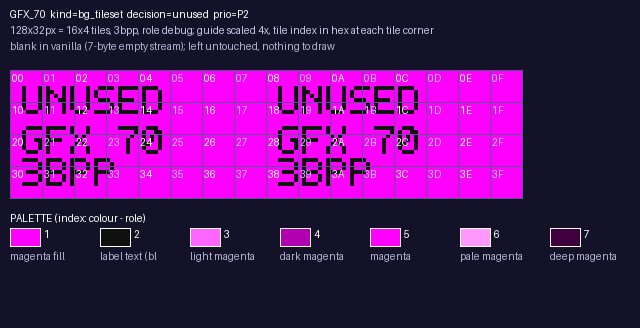 GFX_70 kind=bg_tileset decision=unused prio=P2
128x32px = 16x4 tiles, 3bpp, role debug; guide scaled 4x, tile index in hex at each tile corner
blank in vanilla (7-byte empty stream); left untouched, nothing to draw
00 01 02 03 04 05 06 07 08 09 0A 0B 0C 0D 0E 0F
UNUSED UNUSED
10 11 12 13 14 15 16 17 18 19 1A 1B 1C 1D 1E 1F
GFX 70 GFX 70
20 21 22 23 24 25 26 27 28 29 2A 2B 2C 2D 2E 2F
3BPP 3BPP
30 31 32 33 34 35 36 37 38 39 3A 3B 3C 3D 3E 3F
PALETTE (index: colour - role)
1 2 3 4 5 6 7
magenta fill label text (bl light magenta dark magenta magenta pale magenta deep magenta